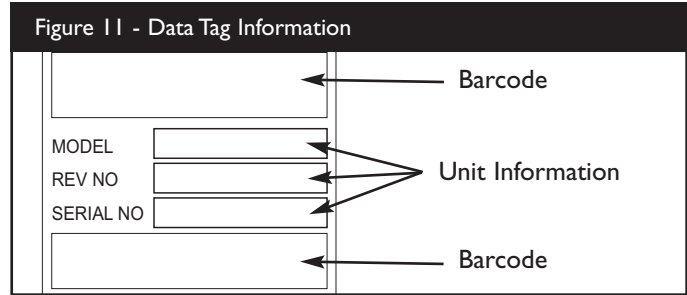 Figure 11 - Data Tag Information
Barcode
MODEL
REV NO
SERIAL NO
Unit Information
Barcode